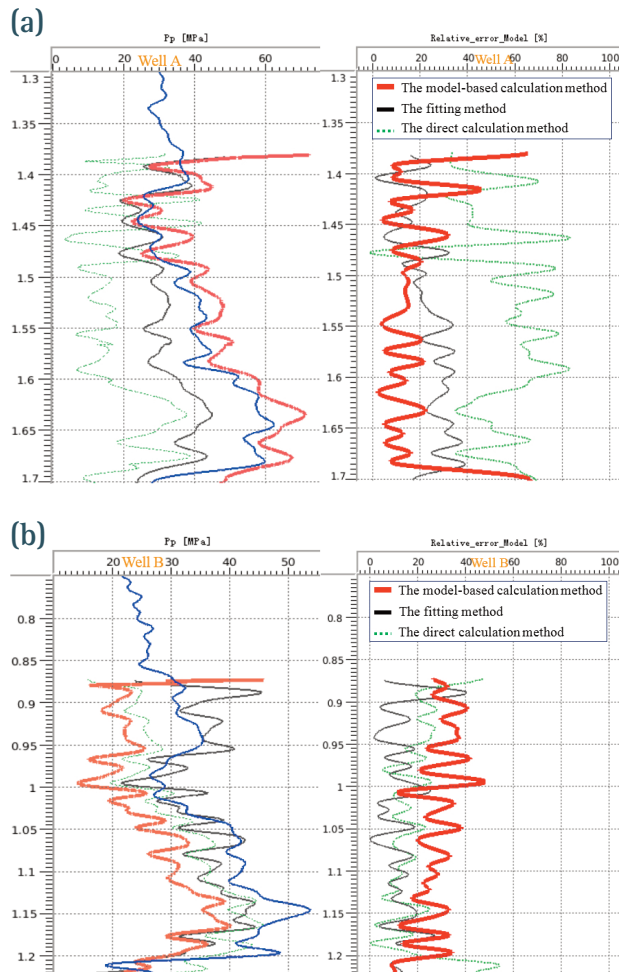 (a)
Pp [MPa]
Well A
0 20 40 60
Relative_error_Model [%]
Well A
0 20 40 60 80 100
The model-based calculation method
The fitting method
The direct calculation method
1.3
1.35
1.4
1.45
1.5
1.55
1.6
1.65
1.7
1.3
1.35
1.4
1.45
1.5
1.55
1.6
1.65
1.7
(b)
Pp [MPa]
Well B
10 20 30 40 50
Relative_error_Model [%]
Well B
0 20 40 60 80 100
The model-based calculation method
The fitting method
The direct calculation method
0.8
0.85
0.9
0.95
1
1.05
1.1
1.15
1.2
0.8
0.85
0.9
0.95
1
1.05
1.1
1.15
1.2